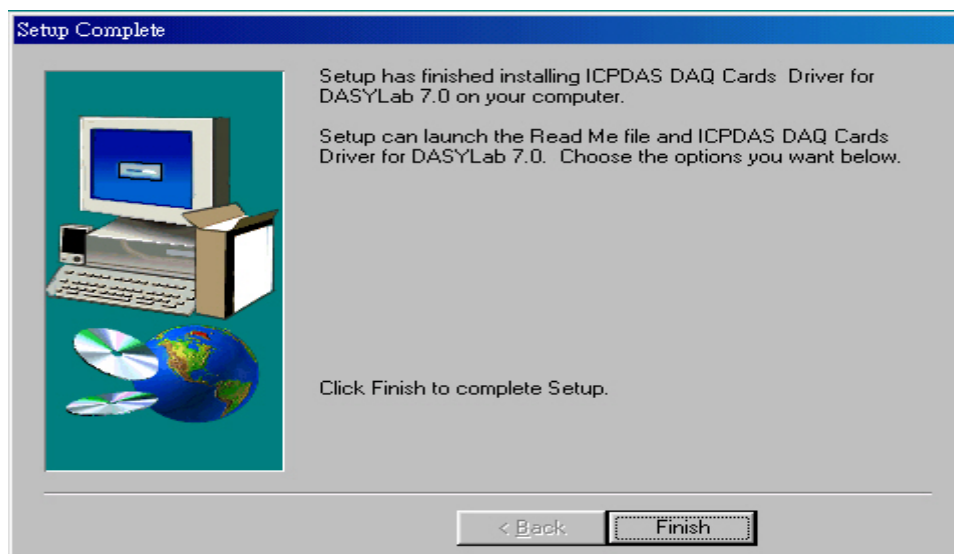 Setup Complete
Setup has finished installing ICPDAS DAQ Cards Driver for
DASYLab 7.0 on your computer.
Setup can launch the Read Me file and ICPDAS DAQ Cards
Driver for DASYLab 7.0. Choose the options you want below.
Click Finish to complete Setup.
< Back
Finish